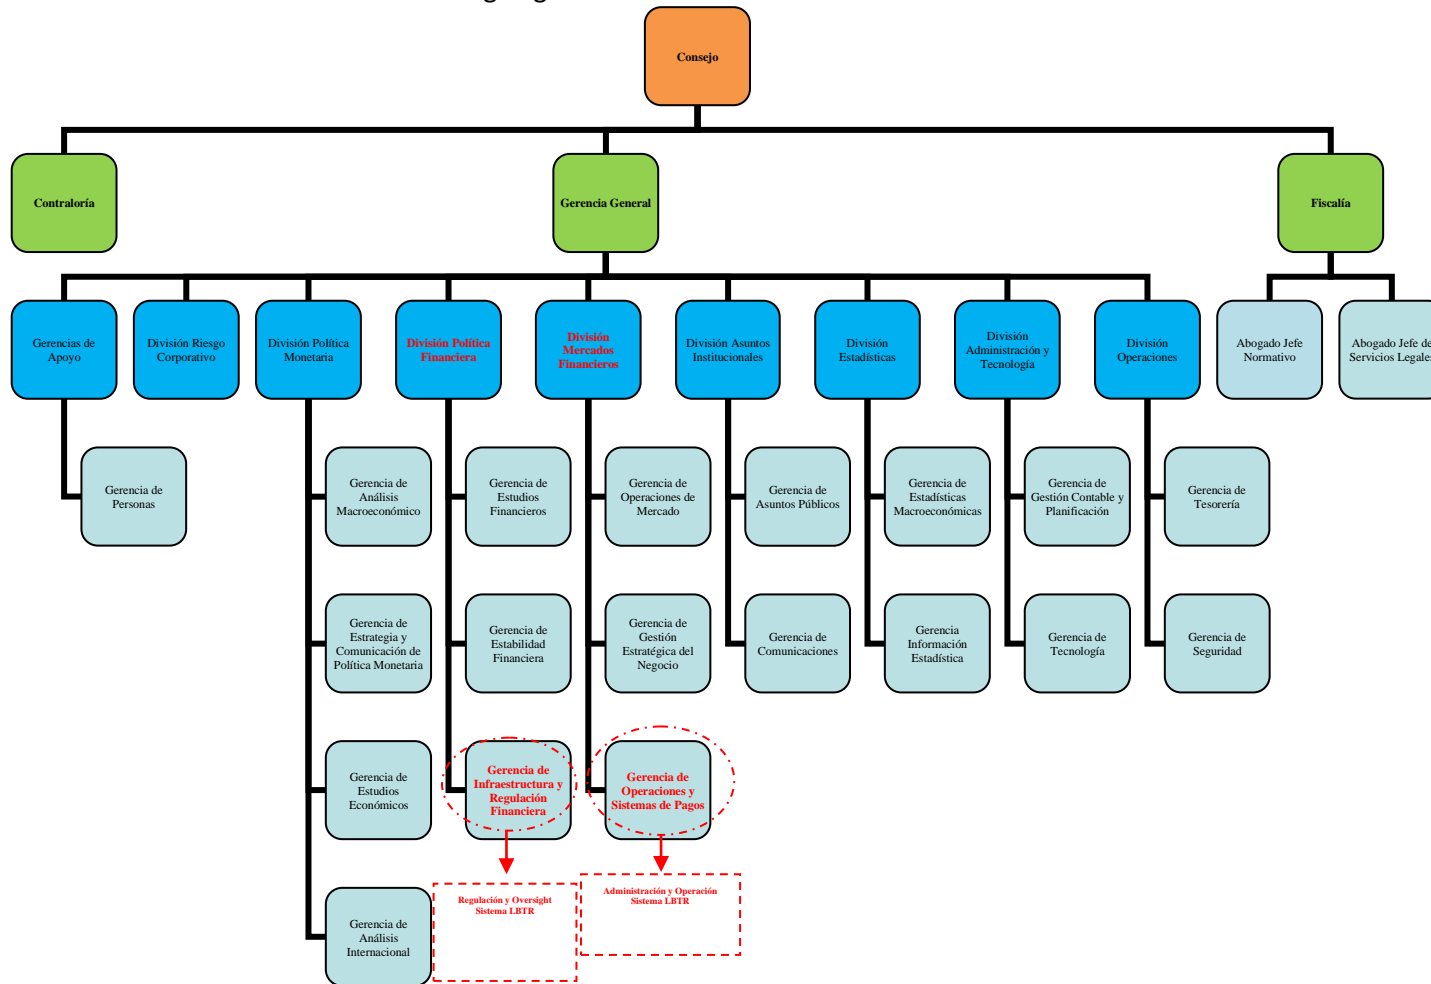 Consejo
Contraloría
Gerencia General
Fiscalía
Gerencias de
Apoyo
División Riesgo
Corporativo
División Política
Monetaria
División Política
Financiera
División
Mercados
Financieros
División Asuntos
Institucionales
División
Estadísticas
División
Administración y
Tecnología
División
Operaciones
Abogado Jefe
Normativo
Abogado Jefe de
Servicios Legales
Gerencia de
Personas
Gerencia de
Análisis
Macroeconómico
Gerencia de
Estudios
Financieros
Gerencia de
Operaciones de
Mercado
Gerencia de
Asuntos Públicos
Gerencia de
Estadísticas
Macroeconómicas
Gerencia de
Gestión Contable y
Planificación
Gerencia de
Tesorería
Gerencia de
Estrategia y
Comunicación de
Política Monetaria
Gerencia de
Estabilidad
Financiera
Gerencia de
Gestión
Estratégica del
Negocio
Gerencia de
Comunicaciones
Gerencia
Información
Estadística
Gerencia de
Tecnología
Gerencia de
Seguridad
Gerencia de
Estudios
Económicos
Gerencia de
Infraestructura y
Regulación
Financiera
Gerencia de
Operaciones y
Sistemas de Pagos
Gerencia de
Análisis
Internacional
Regulación y Oversight
Sistema LBTR
Administración y Operación
Sistema LBTR